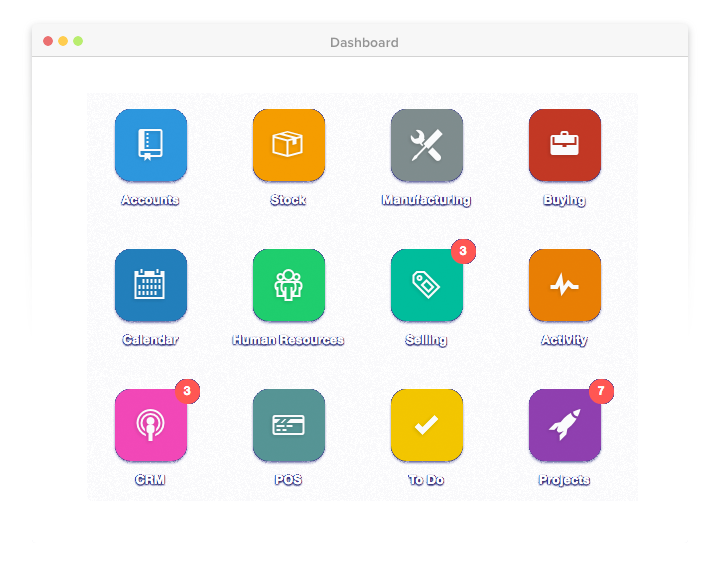 Dashboard
Accounts
Stock
Manufacturing
Buying
3
Calendar
Human Resources
Selling
Activity
3
7
CRM
POS
To Do
Projects